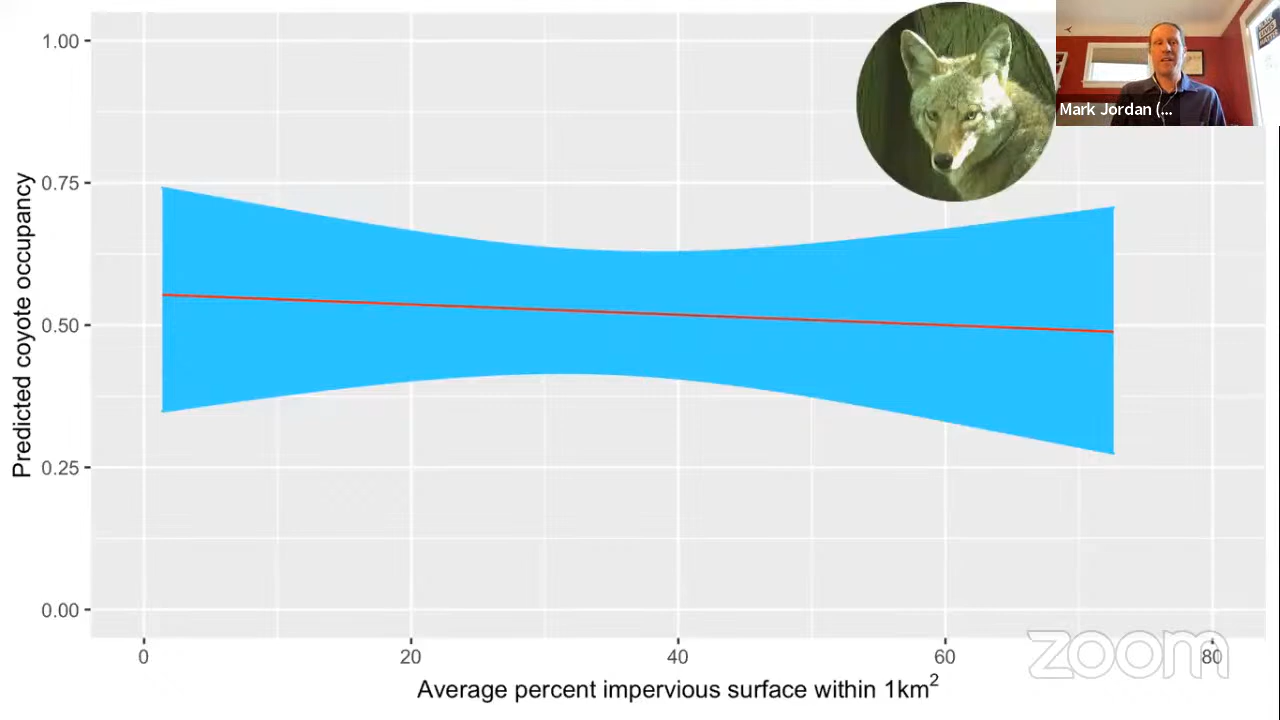 1.00
0.75
0.50
0.25
0.00
Predicted coyote occupancy
0
20
40
60
80
Average percent impervious surface within 1km²
Mark Jordan (...
zoom